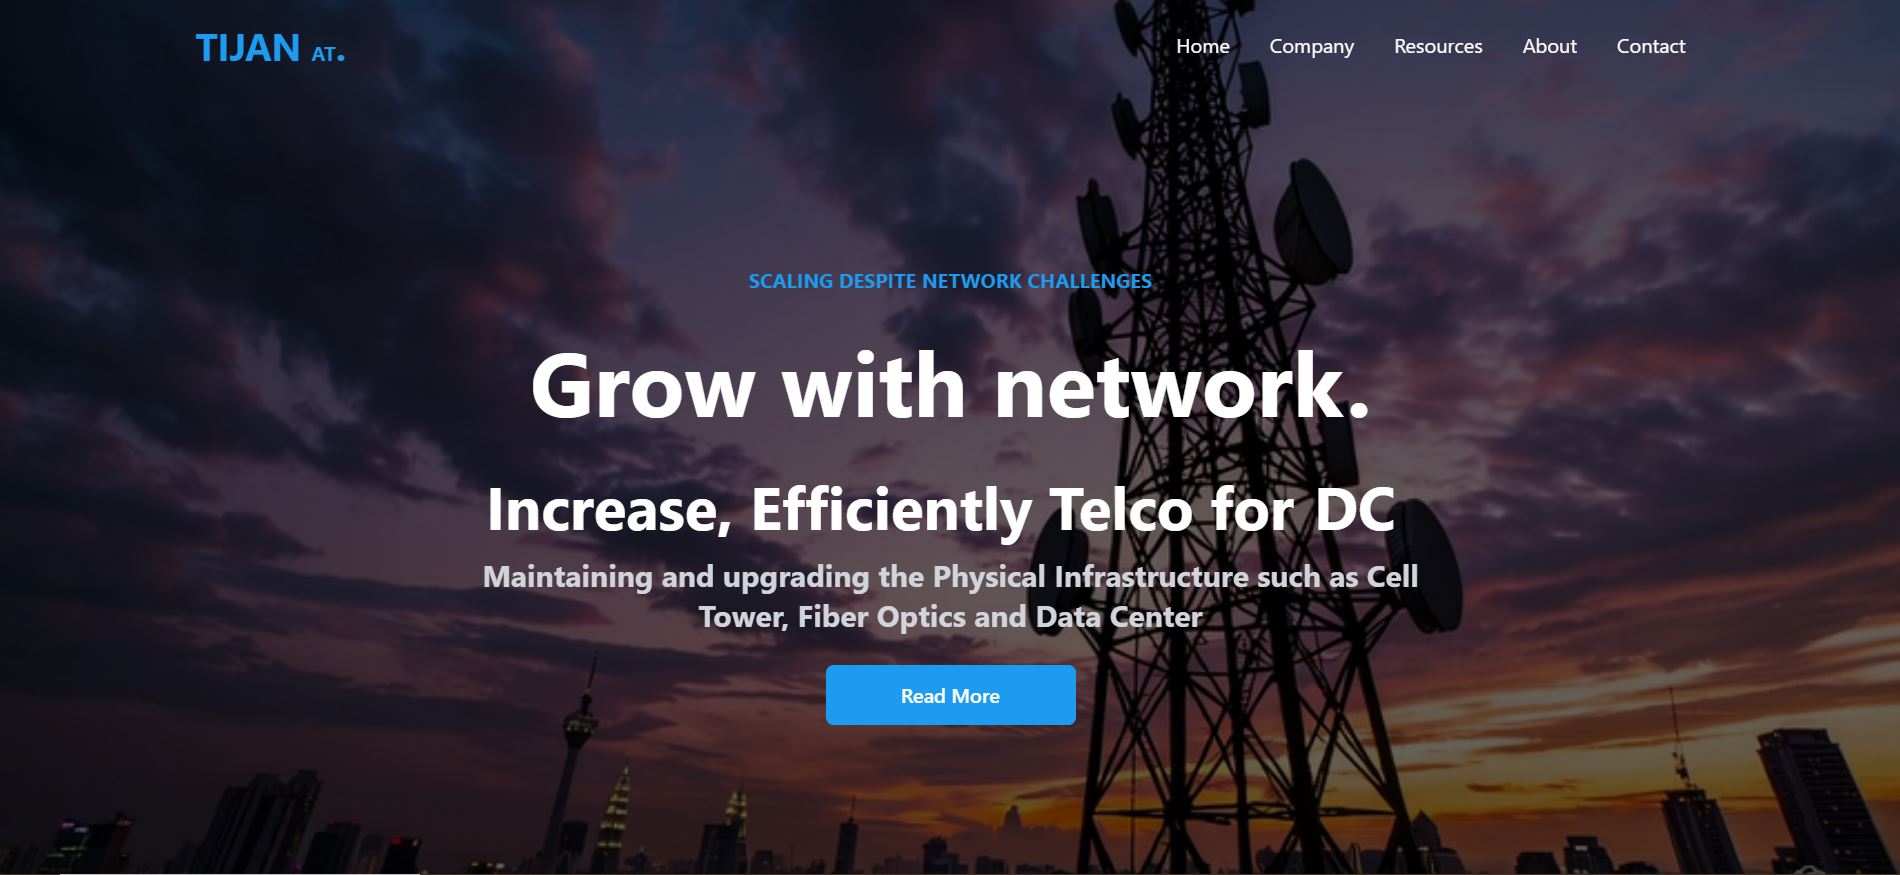 TIJAN AT.
Home Company Resources About Contact
SCALING DESPITE NETWORK CHALLENGES
Grow with network.
Increase, Efficiently Telco for DC
Maintaining and upgrading the Physical Infrastructure such as Cell
Tower, Fiber Optics and Data Center
Read More